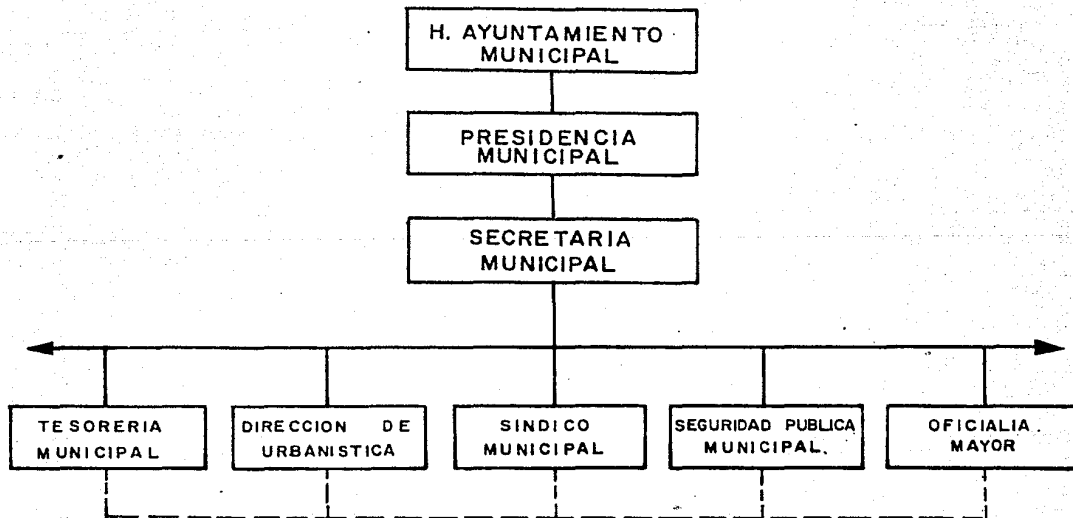 H. AYUNTAMIENTO
MUNICIPAL
PRESIDENCIA
MUNICIPAL
SECRETARIA
MUNICIPAL
TESORERIA
MUNICIPAL
DIRECCION DE
URBANISTICA
SINDICO
MUNICIPAL
SEGURIDAD PUBLICA
MUNICIPAL.
OFICIALIA.
MAYOR